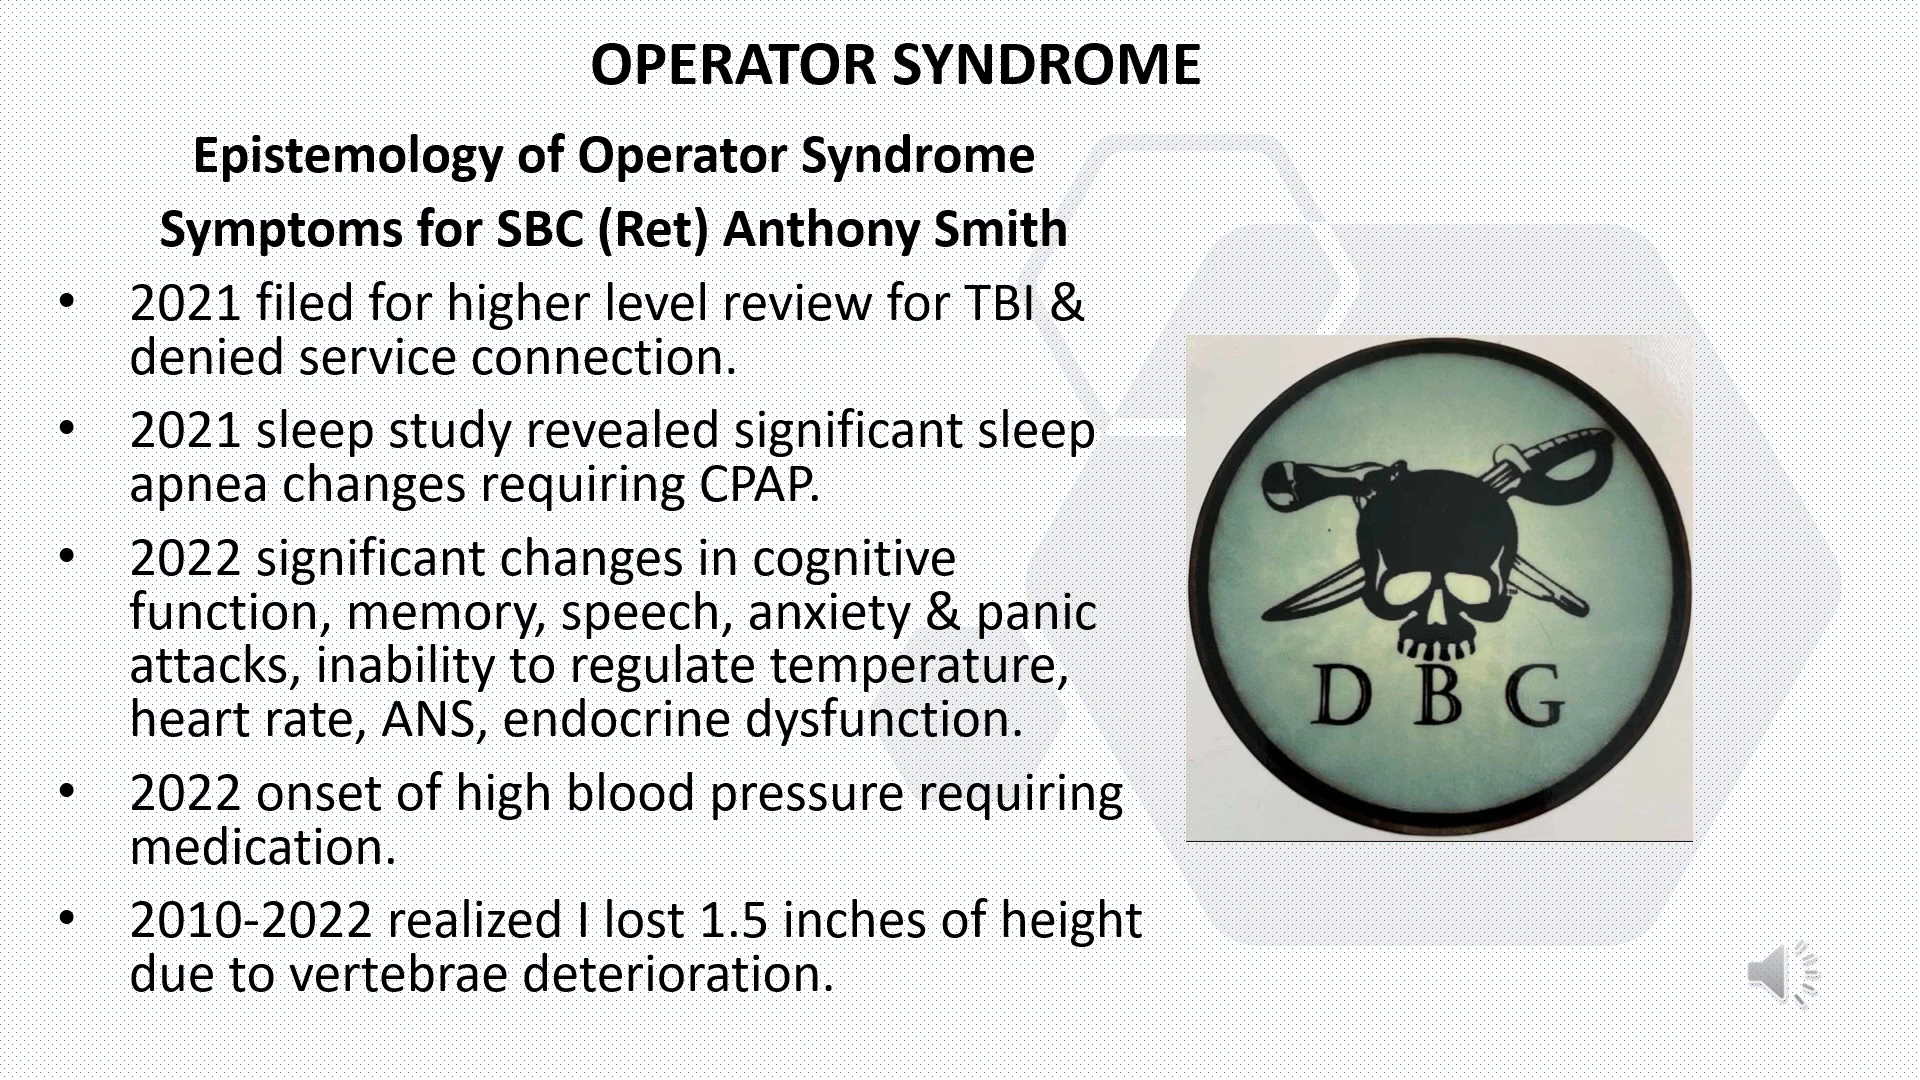 OPERATOR SYNDROME
Epistemology of Operator Syndrome
Symptoms for SBC (Ret) Anthony Smith
• 2021 filed for higher level review for TBI &
denied service connection.
• 2021 sleep study revealed significant sleep
apnea changes requiring CPAP.
• 2022 significant changes in cognitive
function, memory, speech, anxiety & panic
attacks, inability to regulate temperature,
heart rate, ANS, endocrine dysfunction.
• 2022 onset of high blood pressure requiring
medication.
• 2010-2022 realized I lost 1.5 inches of height
due to vertebrae deterioration.
D B G